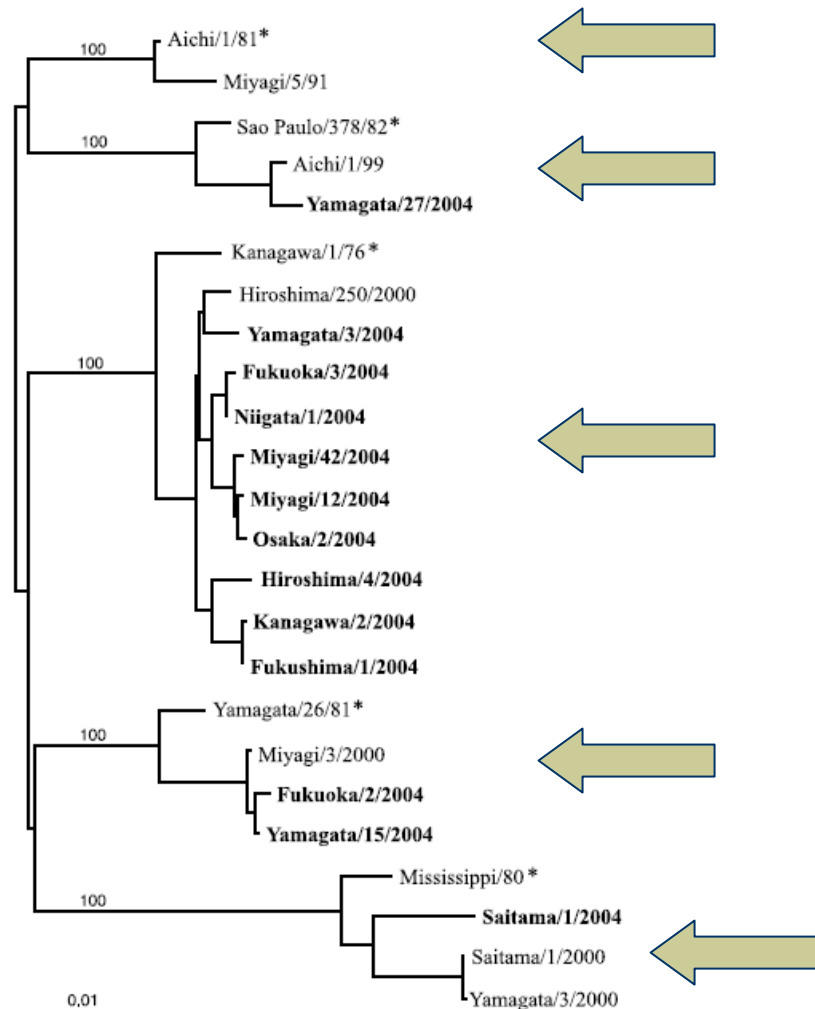 Aichi/1/81*
100
Miyagi/5/91
Sao Paulo/378/82*
100
Aichi/1/99
Yamagata/27/2004
Kanagawa/1/76*
Hiroshima/250/2000
Yamagata/3/2004
100
Fukuoka/3/2004
Niigata/1/2004
Miyagi/42/2004
Miyagi/12/2004
Osaka/2/2004
Hiroshima/4/2004
Kanagawa/2/2004
Fukushima/1/2004
Yamagata/26/81*
100
Miyagi/3/2000
Fukuoka/2/2004
Yamagata/15/2004
Mississippi/80*
100
Saitama/1/2004
Saitama/1/2000
Yamagata/3/2000
0,01